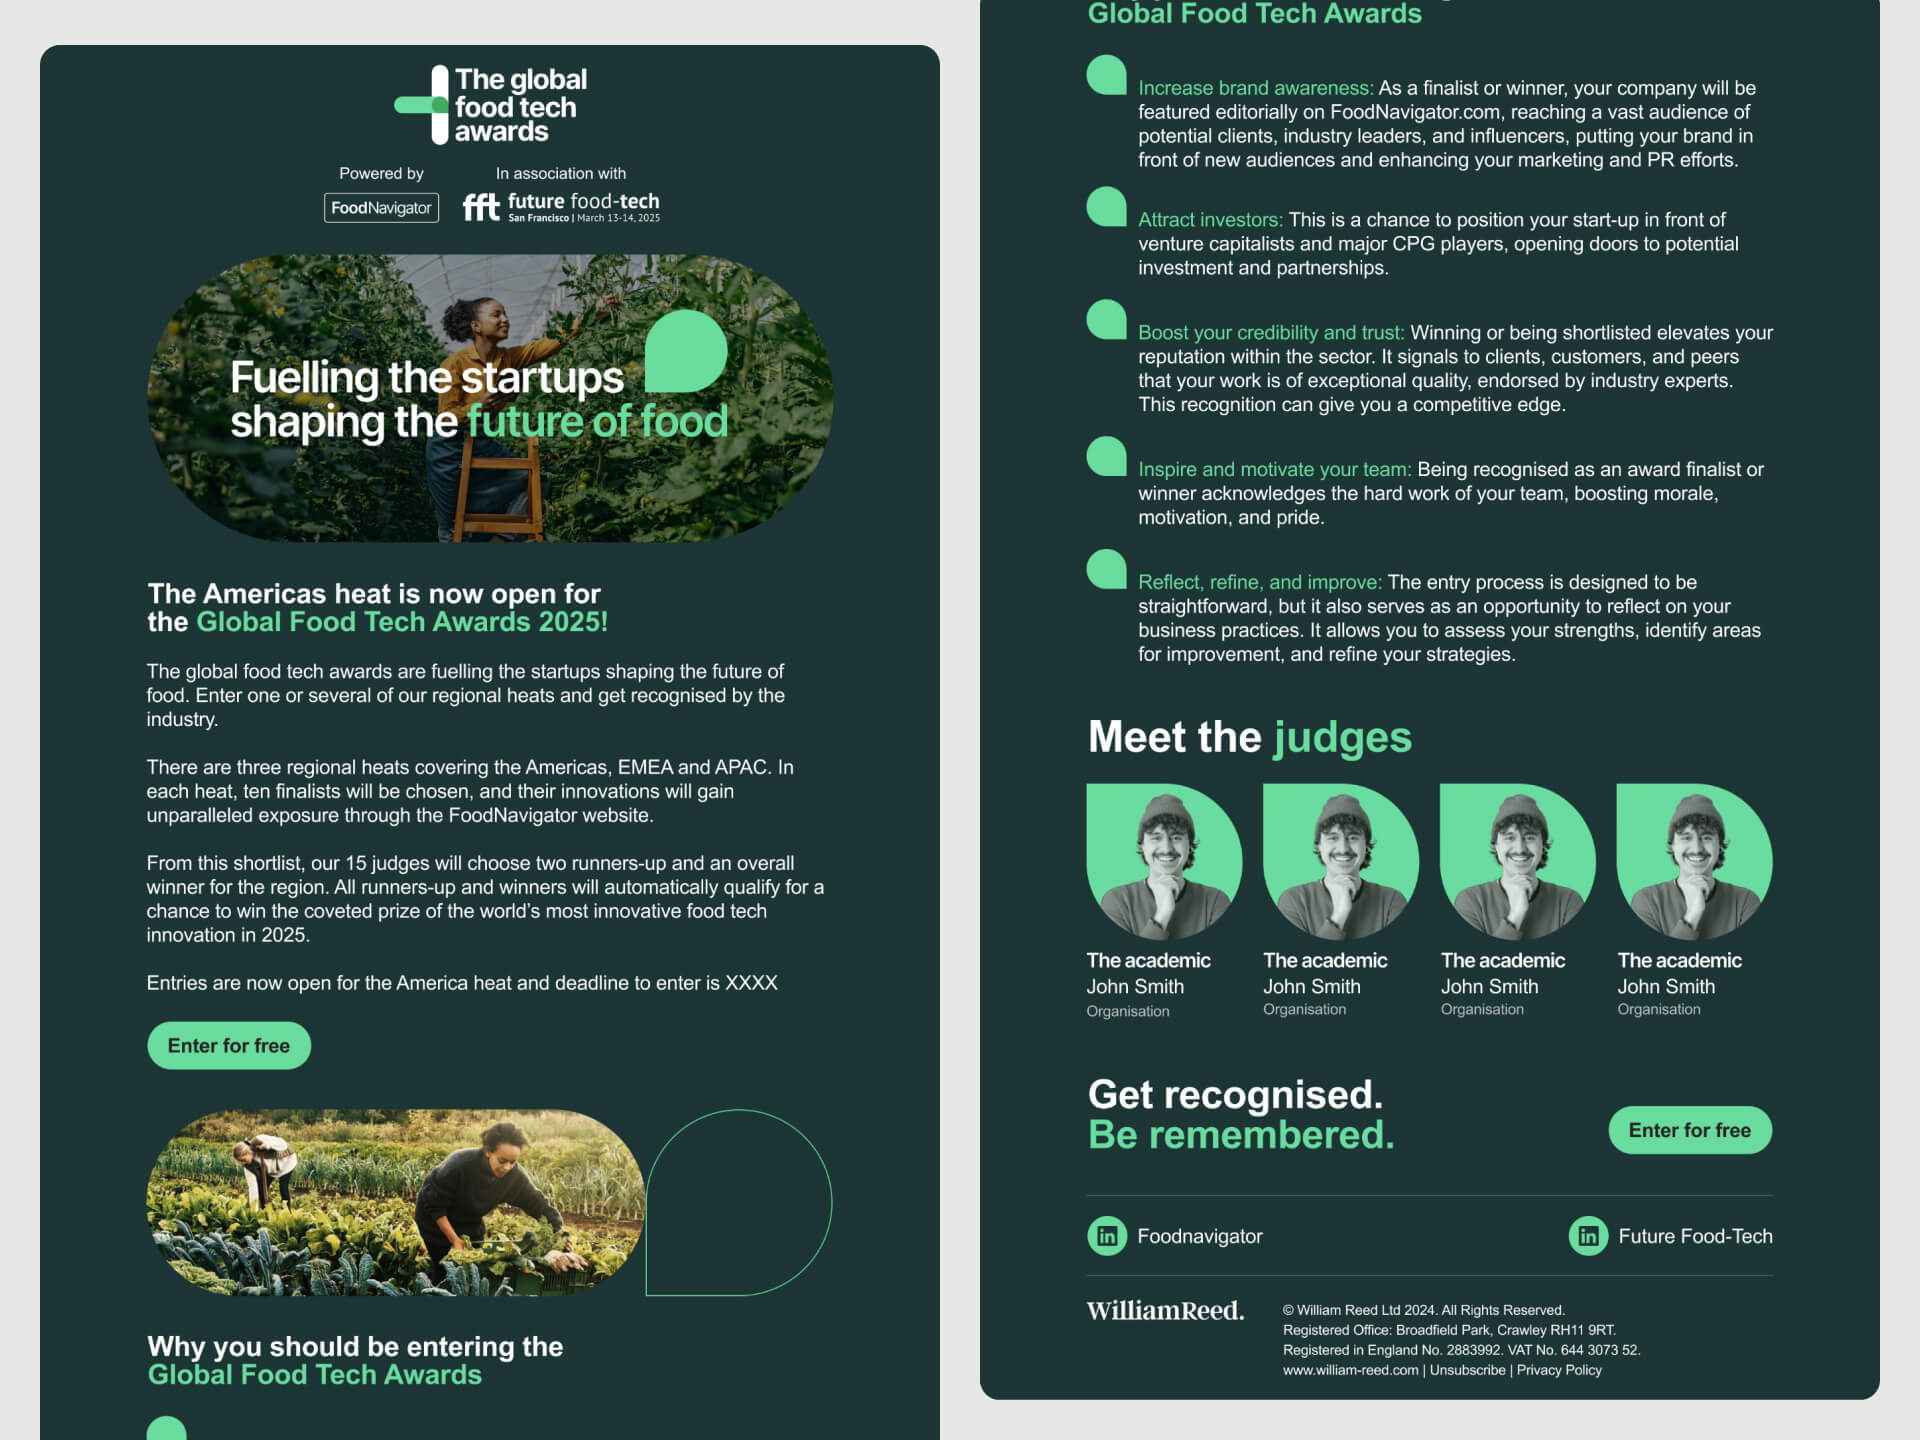 The global
food tech
awards
Powered by
In association with
FoodNavigator
fft future food-tech
San Francisco | March 13-14, 2025
Fuelling the startups
shaping the future of food
The Americas heat is now open for
the Global Food Tech Awards 2025!
The global food tech awards are fuelling the startups shaping the future of
food. Enter one or several of our regional heats and get recognised by the
industry.
There are three regional heats covering the Americas, EMEA and APAC. In
each heat, ten finalists will be chosen, and their innovations will gain
unparalleled exposure through the FoodNavigator website.
From this shortlist, our 15 judges will choose two runners-up and an overall
winner for the region. All runners-up and winners will automatically qualify for a
chance to win the coveted prize of the world’s most innovative food tech
innovation in 2025.
Entries are now open for the America heat and deadline to enter is XXXX
Enter for free
Why you should be entering the
Global Food Tech Awards
Global Food Tech Awards
Increase brand awareness: As a finalist or winner, your company will be
featured editorially on FoodNavigator.com, reaching a vast audience of
potential clients, industry leaders, and influencers, putting your brand in
front of new audiences and enhancing your marketing and PR efforts.
Attract investors: This is a chance to position your start-up in front of
venture capitalists and major CPG players, opening doors to potential
investment and partnerships.
Boost your credibility and trust: Winning or being shortlisted elevates your
reputation within the sector. It signals to clients, customers, and peers
that your work is of exceptional quality, endorsed by industry experts.
This recognition can give you a competitive edge.
Inspire and motivate your team: Being recognised as an award finalist or
winner acknowledges the hard work of your team, boosting morale,
motivation, and pride.
Reflect, refine, and improve: The entry process is designed to be
straightforward, but it also serves as an opportunity to reflect on your
business practices. It allows you to assess your strengths, identify areas
for improvement, and refine your strategies.
Meet the judges
The academic
John Smith
Organisation
The academic
John Smith
Organisation
The academic
John Smith
Organisation
The academic
John Smith
Organisation
Get recognised.
Be remembered.
Enter for free
in Foodnavigator
in Future Food-Tech
WilliamReed.
© William Reed Ltd 2024. All Rights Reserved.
Registered Office: Broadfield Park, Crawley RH11 9RT.
Registered in England No. 2883992. VAT No. 644 3073 52.
www.william-reed.com | Unsubscribe | Privacy Policy